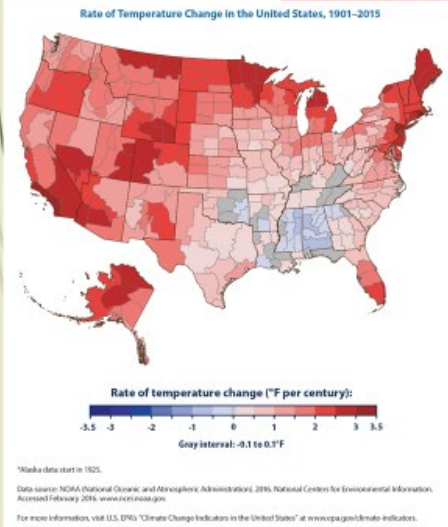 Rate of Temperature Change in the United States, 1901–2015
Rate of temperature change (°F per century):
-3.5 -3 -2 -1 0 1 2 3 3.5
Gray interval: -0.1 to 0.1°F
*Alaska data start in 1925.
Data source: NOAA (National Oceanic and Atmospheric Administration), 2016. National Centers for Environmental Information.
Accessed February 2016. www.ncei.noaa.gov.
For more information, visit U.S. EPA's "Climate Change Indicators in the United States" at www.epa.gov/climate-indicators.